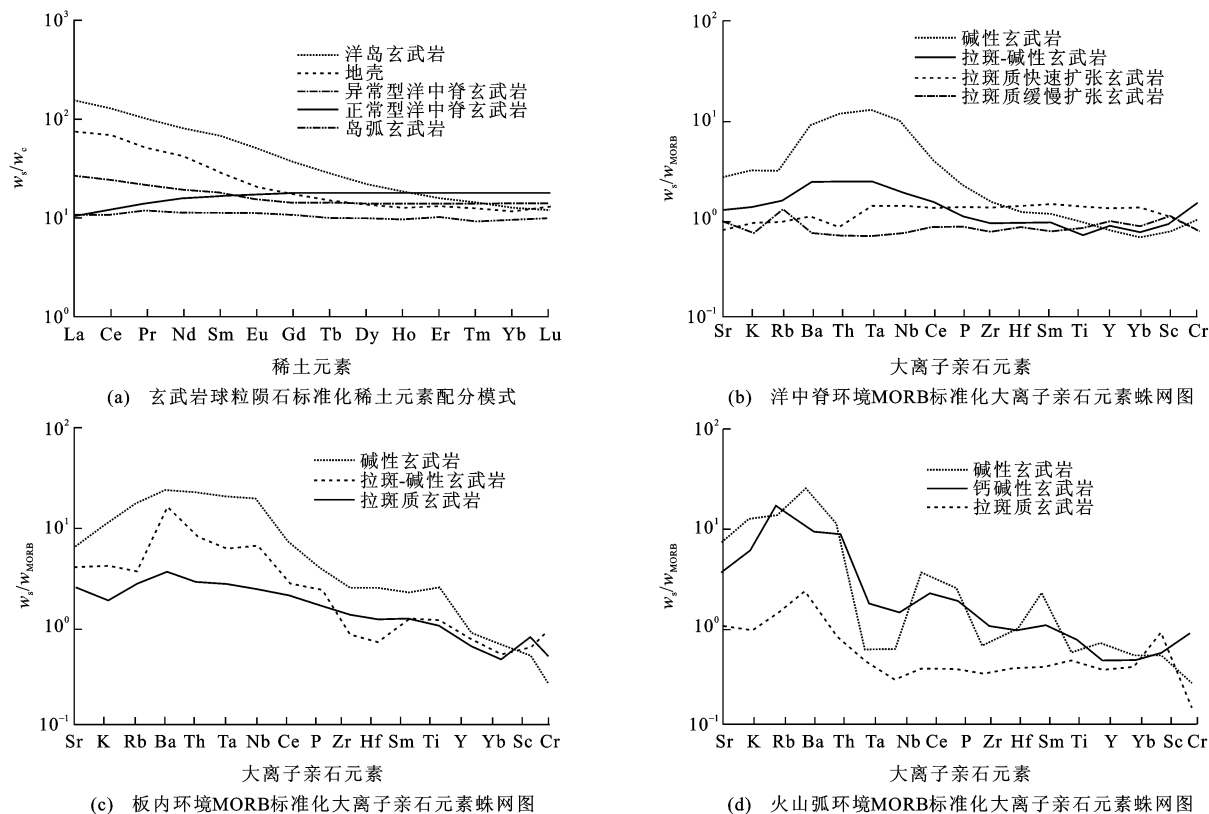 10³
10²
10¹
10⁰
wₛ/w_c
洋岛玄武岩
地壳
异常型洋中脊玄武岩
正常型洋中脊玄武岩
岛弧玄武岩
La Ce Pr Nd Sm Eu Gd Tb Dy Ho Er Tm Yb Lu
稀土元素
(a) 玄武岩球粒陨石标准化稀土元素配分模式
10²
10¹
10⁰
10⁻¹
wₛ/w_MORB
碱性玄武岩
拉斑-碱性玄武岩
拉斑质快速扩张玄武岩
拉斑质缓慢扩张玄武岩
Sr K Rb Ba Th Ta Nb Ce P Zr Hf Sm Ti Y Yb Sc Cr
大离子亲石元素
(b) 洋中脊环境MORB标准化大离子亲石元素蛛网图
10²
10¹
10⁰
10⁻¹
wₛ/w_MORB
碱性玄武岩
拉斑-碱性玄武岩
拉斑质玄武岩
Sr K Rb Ba Th Ta Nb Ce P Zr Hf Sm Ti Y Yb Sc Cr
大离子亲石元素
(c) 板内环境MORB标准化大离子亲石元素蛛网图
10²
10¹
10⁰
10⁻¹
wₛ/w_MORB
碱性玄武岩
钙碱性玄武岩
拉斑质玄武岩
Sr K Rb Ba Th Ta Nb Ce P Zr Hf Sm Ti Y Yb Sc Cr
大离子亲石元素
(d) 火山弧环境MORB标准化大离子亲石元素蛛网图